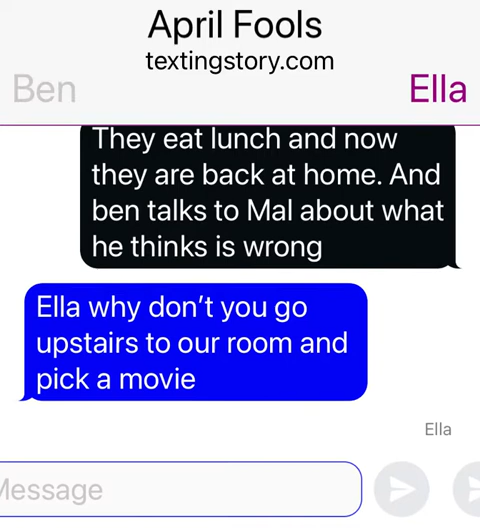 April Fools
textingstory.com
Ben
Ella
They eat lunch and now
they are back at home. And
ben talks to Mal about what
he thinks is wrong
Ella why don’t you go
upstairs to our room and
pick a movie
Ella
Message